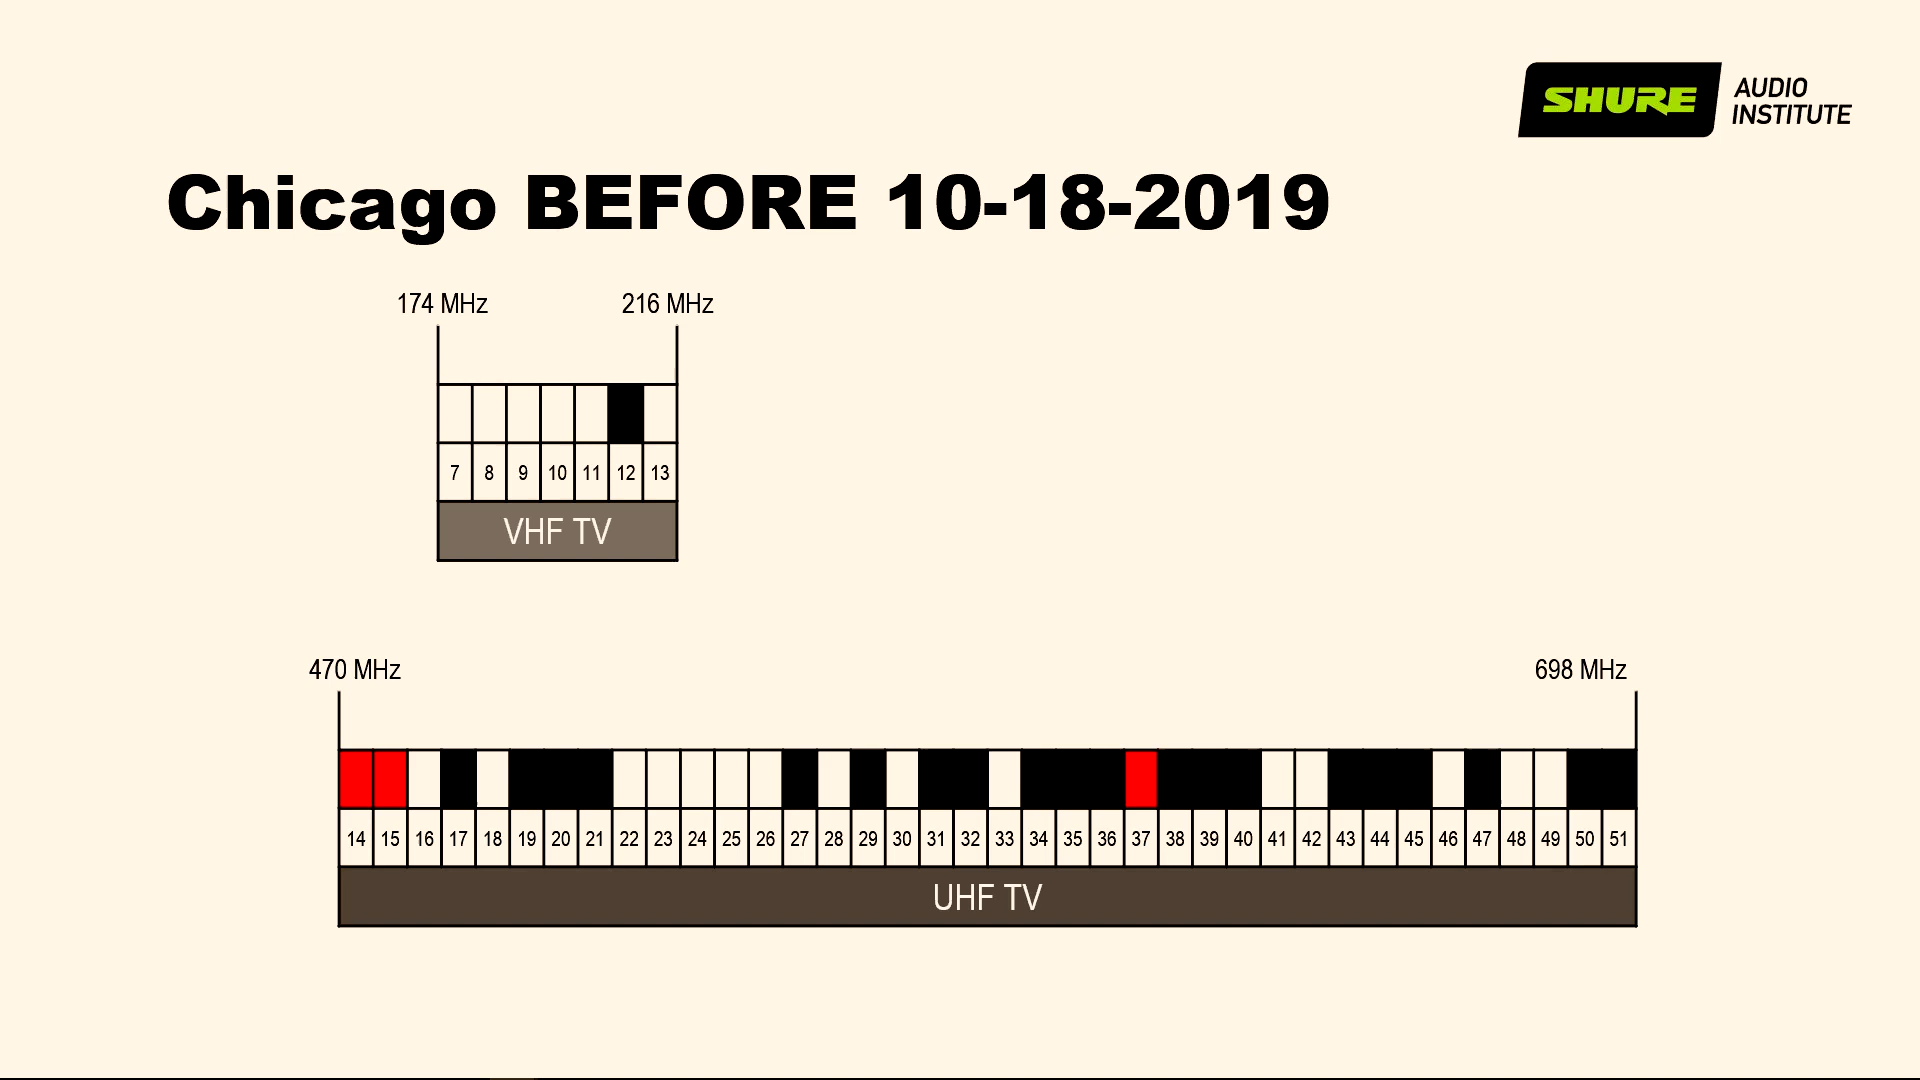 SHURE AUDIO INSTITUTE
Chicago BEFORE 10-18-2019
174 MHz 216 MHz
7 8 9 10 11 12 13
VHF TV
470 MHz 698 MHz
14 15 16 17 18 19 20 21 22 23 24 25 26 27 28 29 30 31 32 33 34 35 36 37 38 39 40 41 42 43 44 45 46 47 48 49 50 51
UHF TV